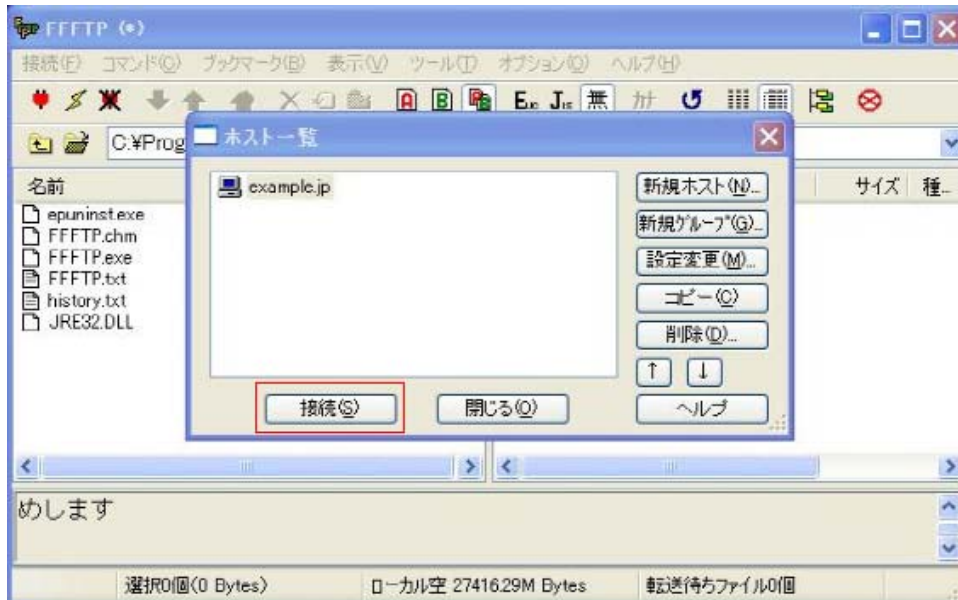 FFFTP (*)
接続(F) コマンド(C) ブックマーク(B) 表示(V) ツール(T) オプション(O) ヘルプ(H)
A B 無 カナ
C:¥Prog
ホスト一覧
名前
サイズ 種...
epuninst.exe
FFFTP.chm
FFFTP.exe
FFFTP.txt
history.txt
JRE32.DLL
example.jp
新規ホスト(N)...
新規グループ(G)...
設定変更(M)...
コピー(C)
削除(D)...
↑ ↓
接続(S) 閉じる(O) ヘルプ
めします
選択0個(0 Bytes) ローカル空 27416.29M Bytes 転送待ちファイル0個